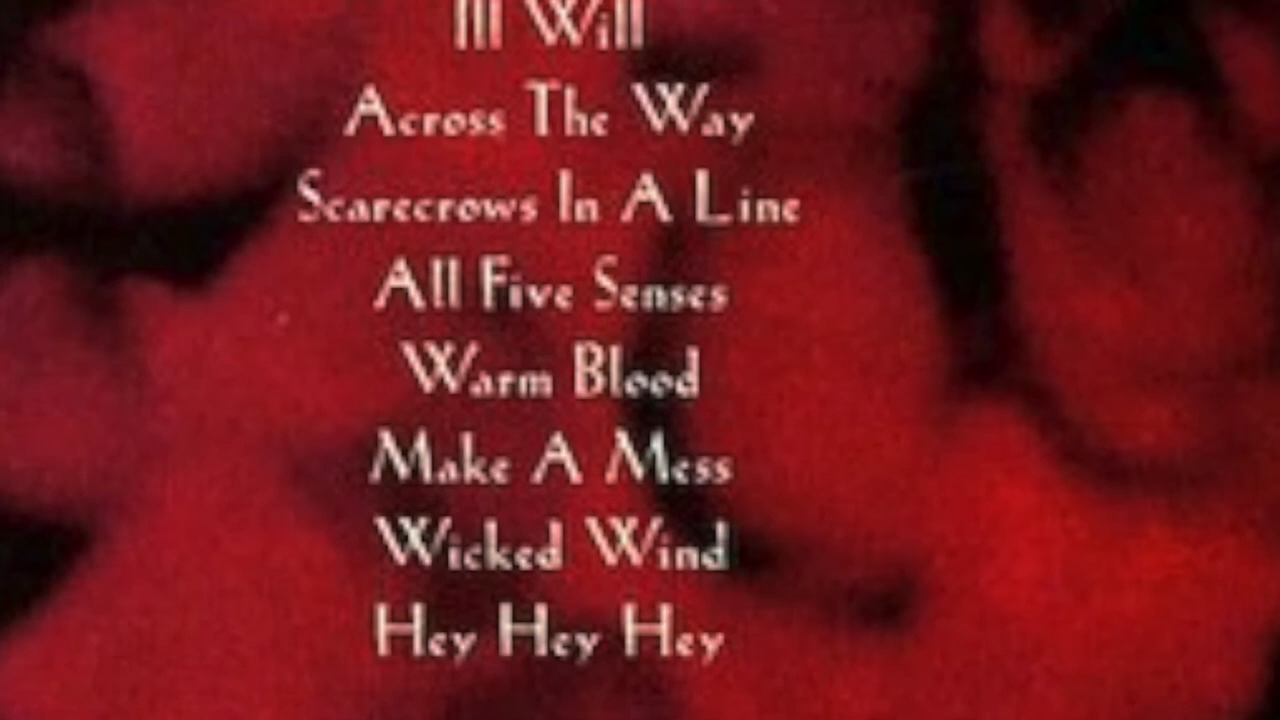 Ill Will
Across The Way
Scarecrows In A Line
All Five Senses
Warm Blood
Make A Mess
Wicked Wind
Hey Hey Hey